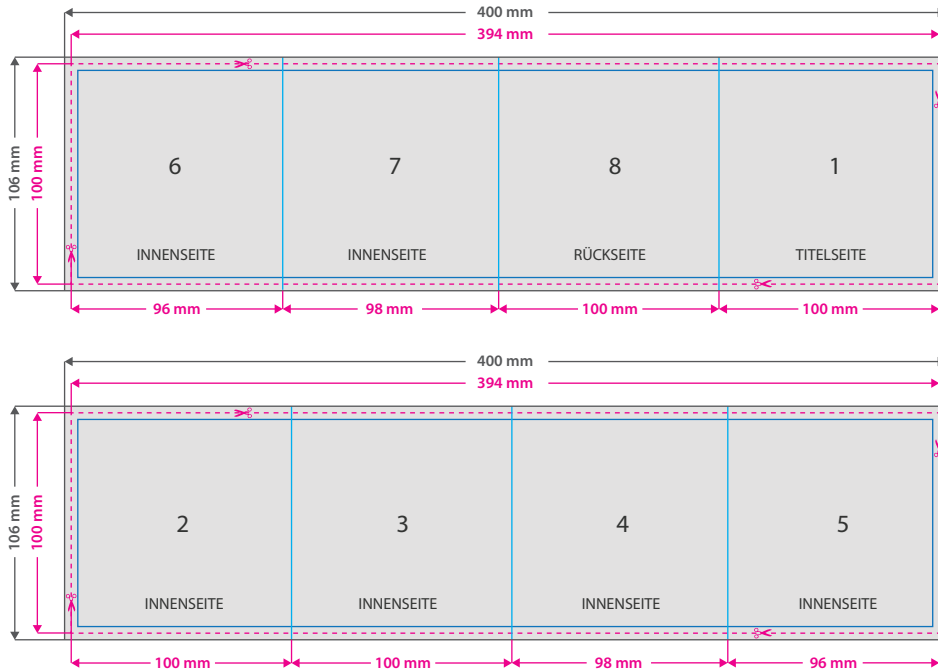 400 mm
394 mm
106 mm
100 mm
6 7 8 1
INNENSEITE INNENSEITE RÜCKSEITE TITELSEITE
96 mm 98 mm 100 mm 100 mm
400 mm
394 mm
106 mm
100 mm
2 3 4 5
INNENSEITE INNENSEITE INNENSEITE INNENSEITE
100 mm 100 mm 98 mm 96 mm